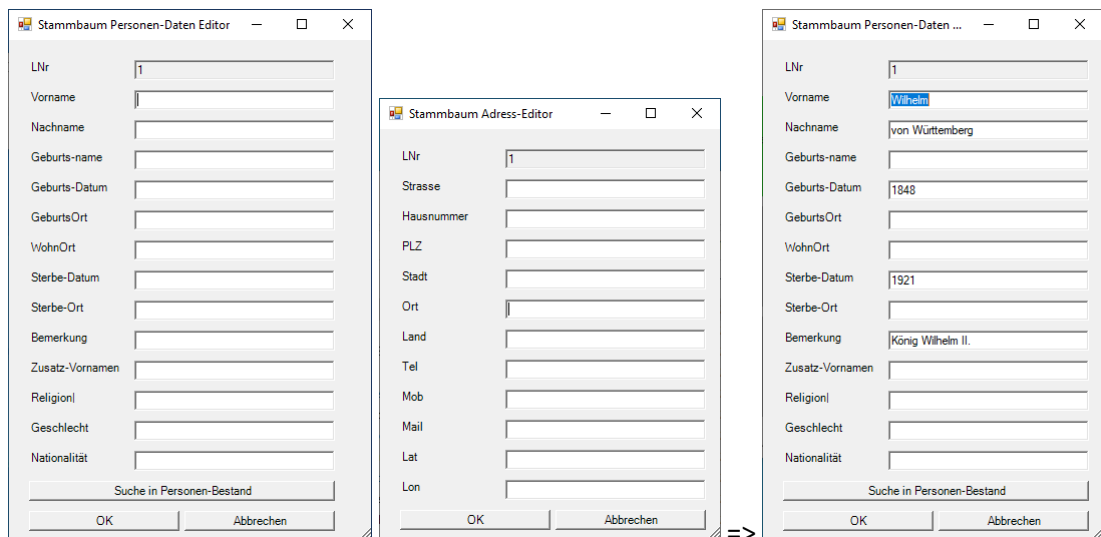 Stammbaum Personen-Daten Editor
LNr 1
Vorname
Nachname
Geburts-name
Geburts-Datum
GeburtsOrt
WohnOrt
Sterbe-Datum
Sterbe-Ort
Bemerkung
Zusatz-Vornamen
Religion|
Geschlecht
Nationalität
Suche in Personen-Bestand
OK Abbrechen
Stammbaum Adress-Editor
LNr 1
Strasse
Hausnummer
PLZ
Stadt
Ort
Land
Tel
Mob
Mail
Lat
Lon
OK Abbrechen
=>
Stammbaum Personen-Daten ...
LNr 1
Vorname Wilhelm
Nachname von Württemberg
Geburts-name
Geburts-Datum 1848
GeburtsOrt
WohnOrt
Sterbe-Datum 1921
Sterbe-Ort
Bemerkung König Wilhelm II.
Zusatz-Vornamen
Religion|
Geschlecht
Nationalität
Suche in Personen-Bestand
OK Abbrechen